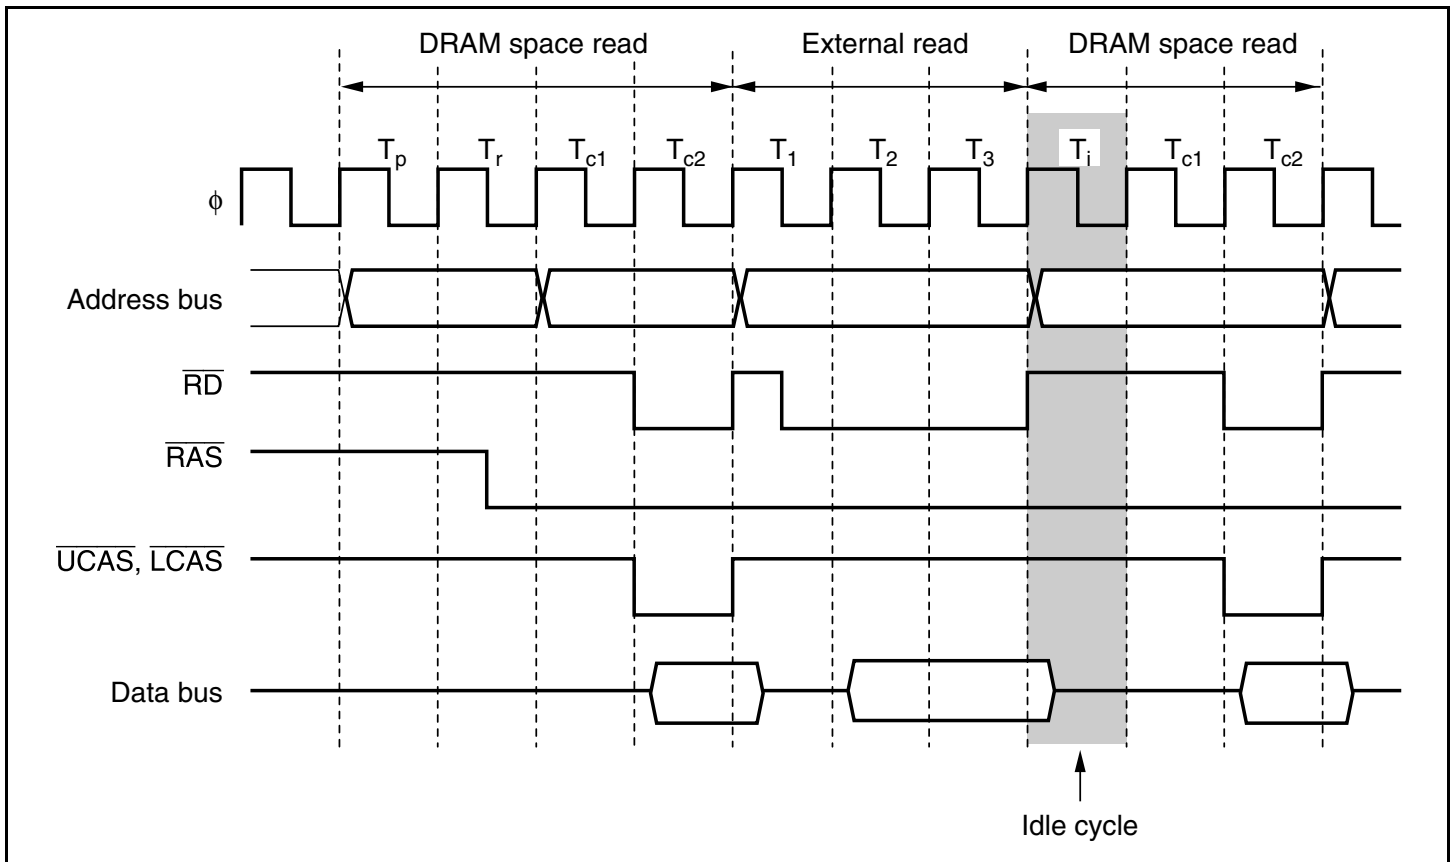 DRAM space read External read DRAM space read
Tp Tr Tc1 Tc2 T1 T2 T3 Ti Tc1 Tc2
ϕ
Address bus
RD
RAS
UCAS, LCAS
Data bus
Idle cycle